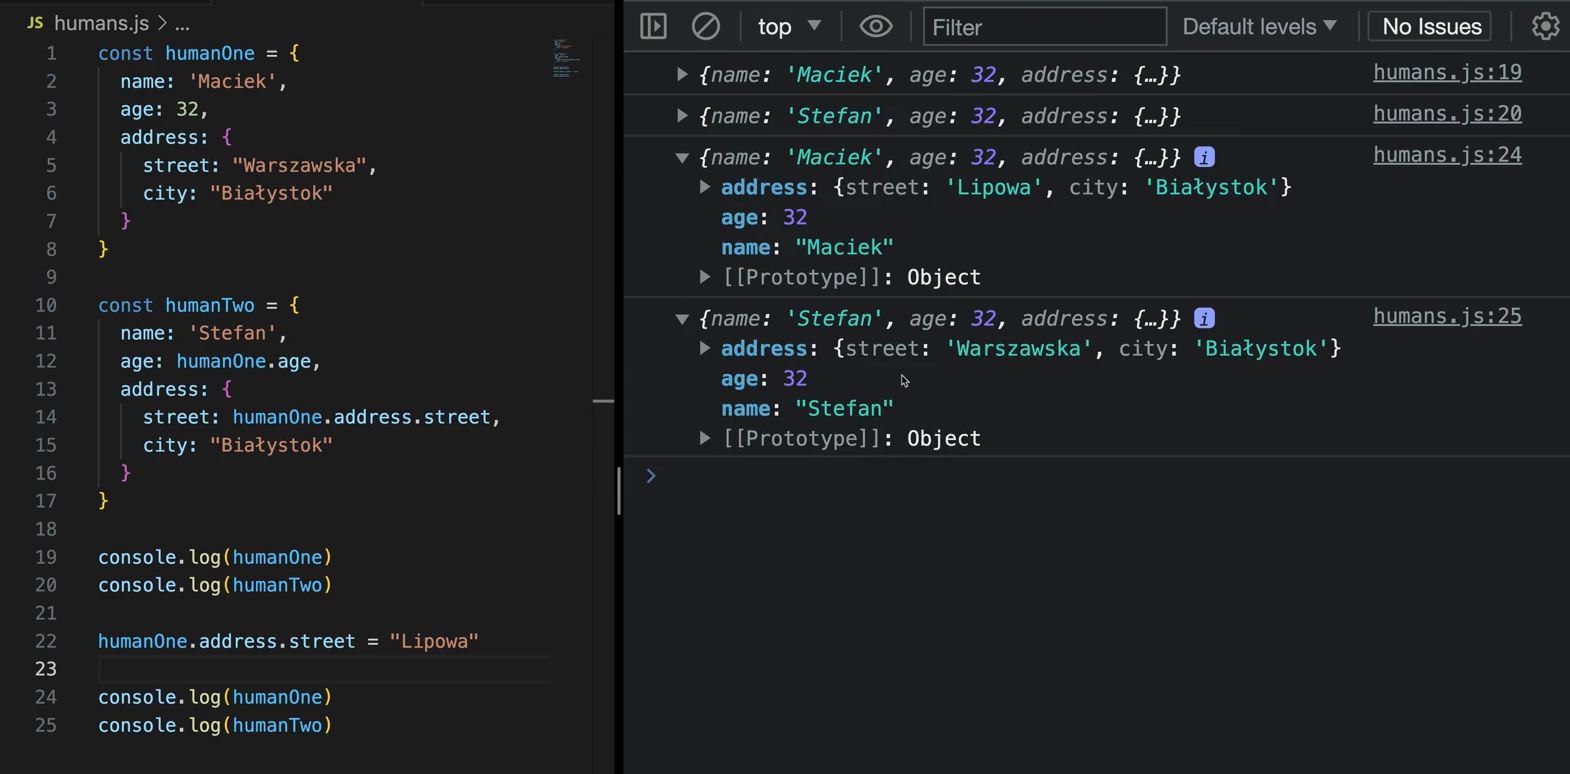 JS humans.js > ...
1 const humanOne = {
2 name: 'Maciek',
3 age: 32,
4 address: {
5 street: "Warszawska",
6 city: "Białystok"
7 }
8 }
9
10 const humanTwo = {
11 name: 'Stefan',
12 age: humanOne.age,
13 address: {
14 street: humanOne.address.street,
15 city: "Białystok"
16 }
17 }
18
19 console.log(humanOne)
20 console.log(humanTwo)
21
22 humanOne.address.street = "Lipowa"
23
24 console.log(humanOne)
25 console.log(humanTwo)
top ▼ Filter Default levels ▼ No Issues
▶ {name: 'Maciek', age: 32, address: {…}} humans.js:19
▶ {name: 'Stefan', age: 32, address: {…}} humans.js:20
▼ {name: 'Maciek', age: 32, address: {…}} i humans.js:24
▶ address: {street: 'Lipowa', city: 'Białystok'}
age: 32
name: "Maciek"
▶ [[Prototype]]: Object
▼ {name: 'Stefan', age: 32, address: {…}} i humans.js:25
▶ address: {street: 'Warszawska', city: 'Białystok'}
age: 32
name: "Stefan"
▶ [[Prototype]]: Object
>